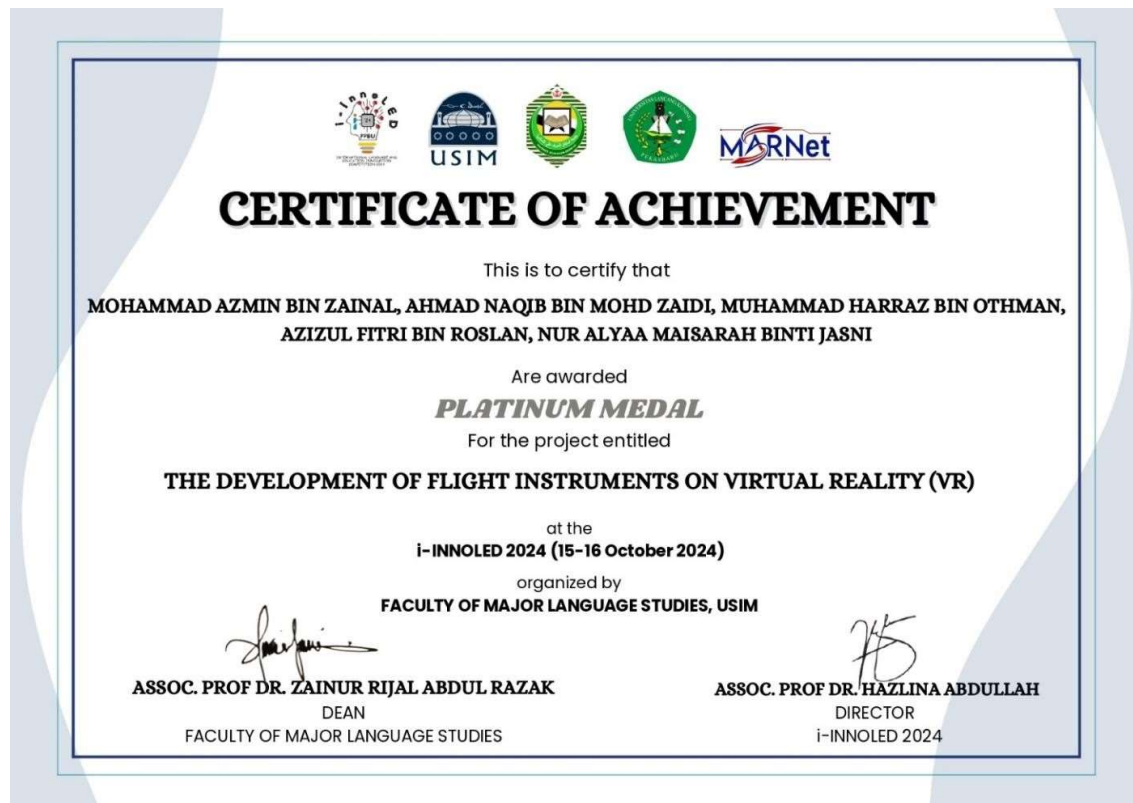 i-InnoLED
FPBU
USIM
MARNet
CERTIFICATE OF ACHIEVEMENT
This is to certify that
MOHAMMAD AZMIN BIN ZAINAL, AHMAD NAQIB BIN MOHD ZAIDI, MUHAMMAD HARRAZ BIN OTHMAN,
AZIZUL FITRI BIN ROSLAN, NUR ALYAA MAISARAH BINTI JASNI
Are awarded
PLATINUM MEDAL
For the project entitled
THE DEVELOPMENT OF FLIGHT INSTRUMENTS ON VIRTUAL REALITY (VR)
at the
i-INNOLED 2024 (15-16 October 2024)
organized by
FACULTY OF MAJOR LANGUAGE STUDIES, USIM
ASSOC. PROF DR. ZAINUR RIJAL ABDUL RAZAK
DEAN
FACULTY OF MAJOR LANGUAGE STUDIES
ASSOC. PROF DR. HAZLINA ABDULLAH
DIRECTOR
i-INNOLED 2024